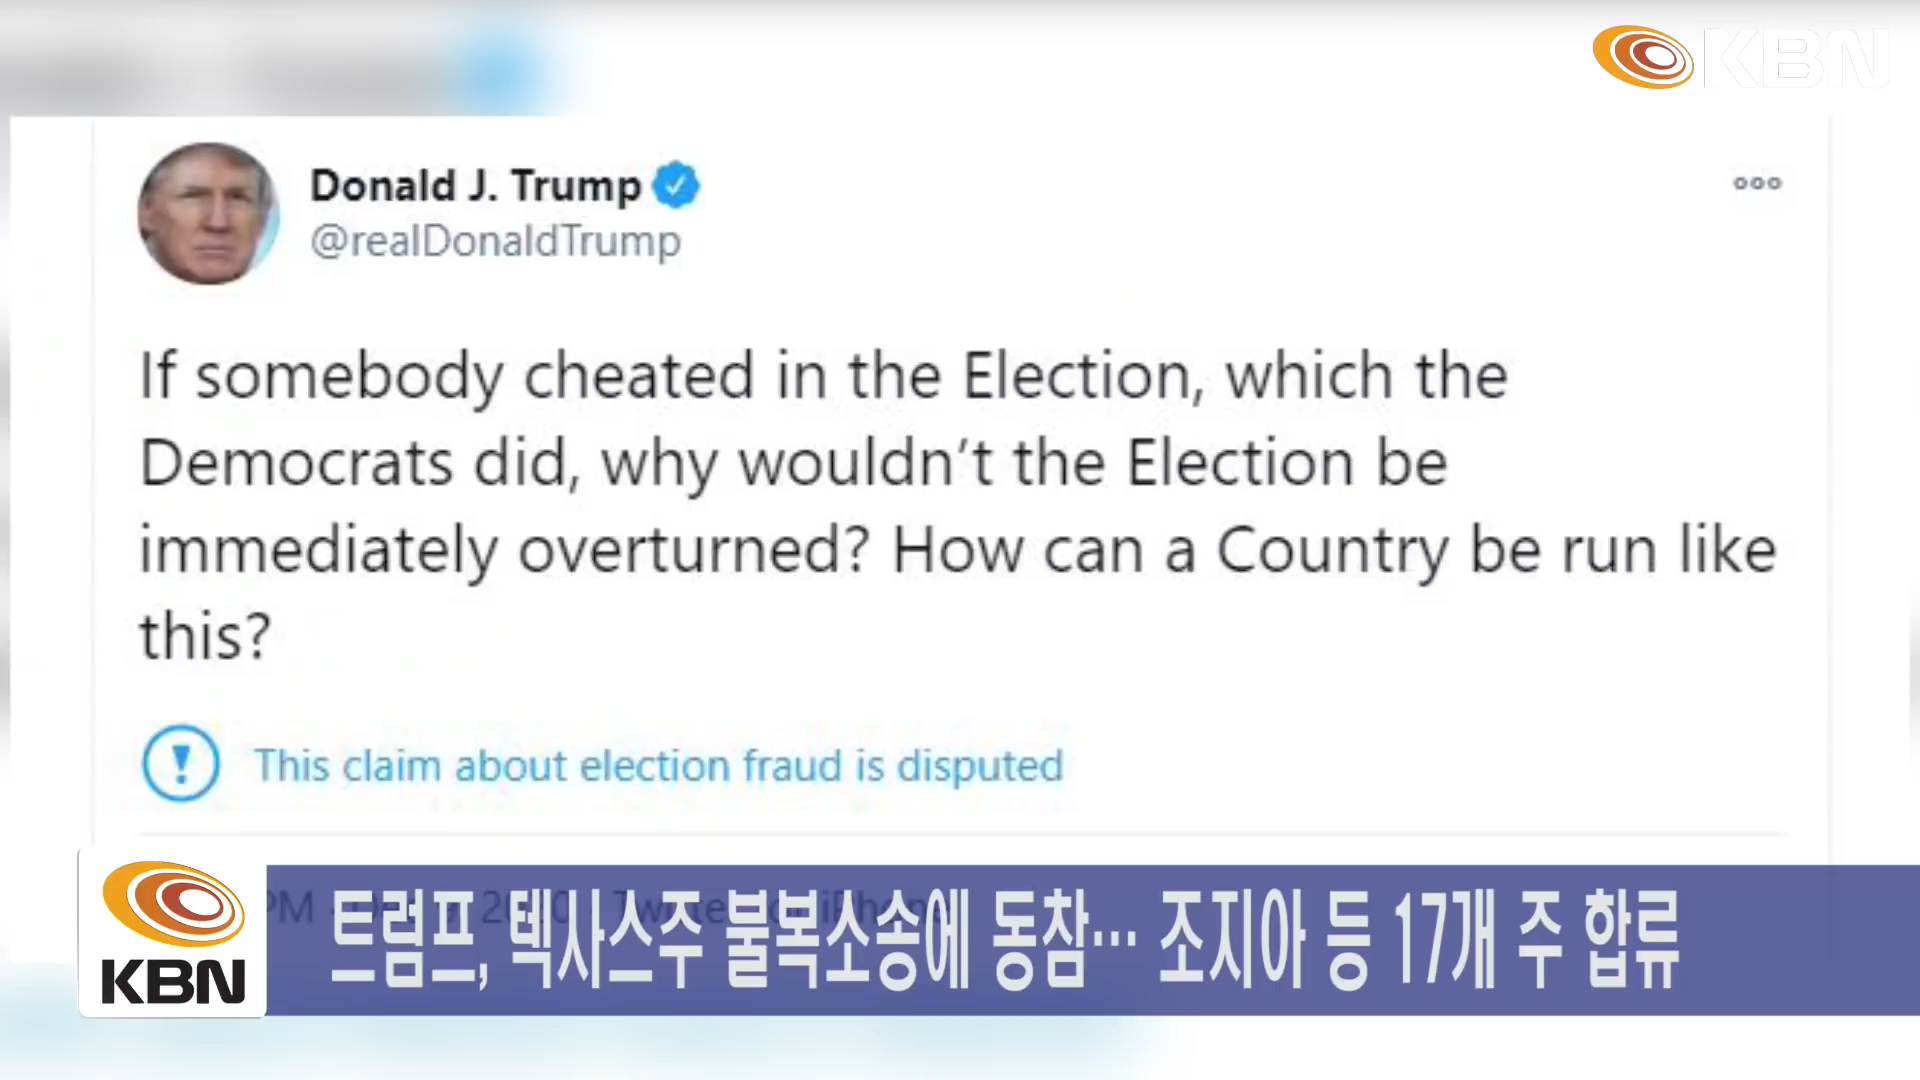 KBN
Donald J. Trump
@realDonaldTrump
If somebody cheated in the Election, which the
Democrats did, why wouldn’t the Election be
immediately overturned? How can a Country be run like
this?
This claim about election fraud is disputed
PM
트럼프, 텍사스주 불복소송에 동참… 조지아 등 17개 주 합류
KBN